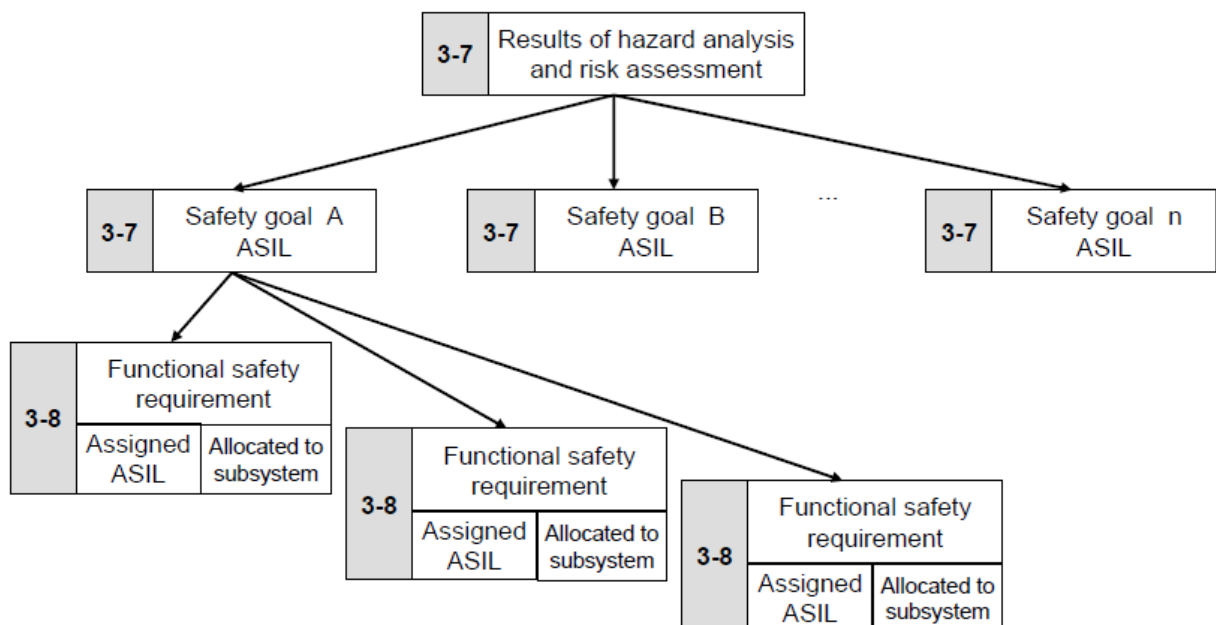 3-7
Results of hazard analysis
and risk assessment
3-7
Safety goal A
ASIL
3-7
Safety goal B
ASIL
...
3-7
Safety goal n
ASIL
3-8
Functional safety
requirement
Assigned
ASIL
Allocated to
subsystem
3-8
Functional safety
requirement
Assigned
ASIL
Allocated to
subsystem
3-8
Functional safety
requirement
Assigned
ASIL
Allocated to
subsystem